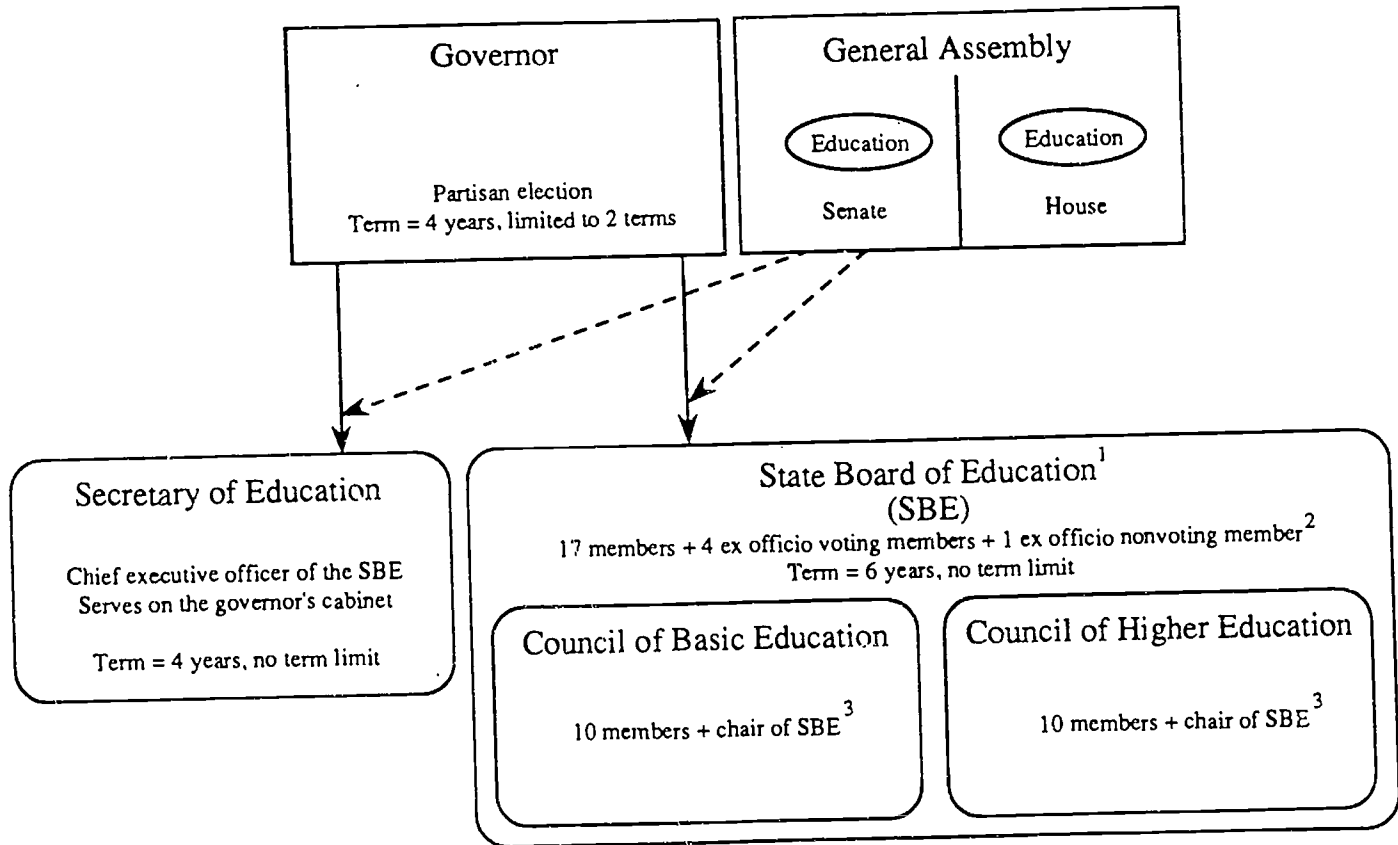 Governor
Partisan election
Term = 4 years, limited to 2 terms
General Assembly
Education
Senate
Education
House
Secretary of Education
Chief executive officer of the SBE
Serves on the governor's cabinet
Term = 4 years, no term limit
State Board of Education¹
(SBE)
17 members + 4 ex officio voting members + 1 ex officio nonvoting member²
Term = 6 years, no term limit
Council of Basic Education
10 members + chair of SBE³
Council of Higher Education
10 members + chair of SBE³